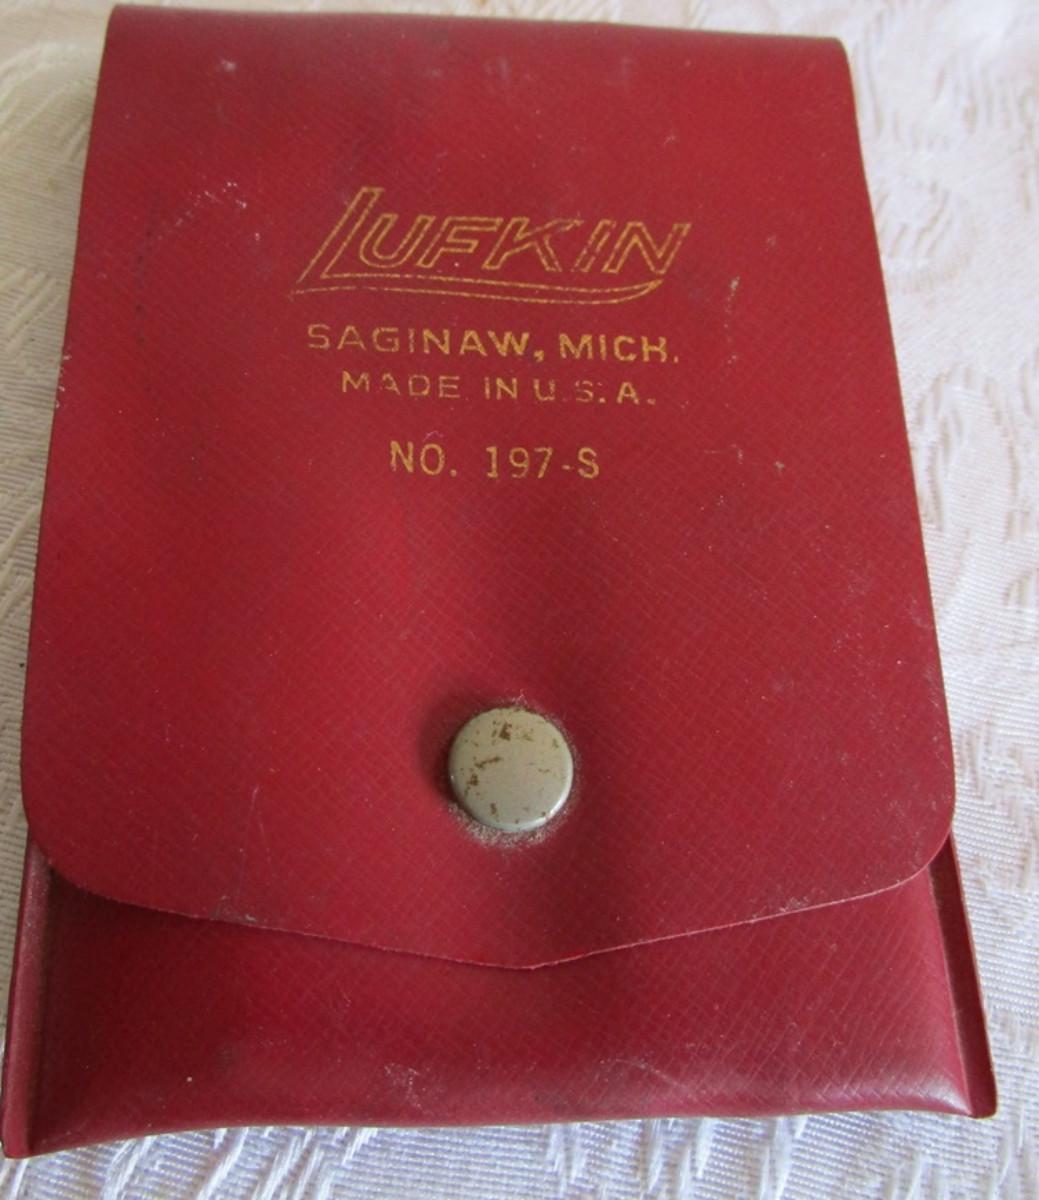 LUFKIN
SAGINAW, MICH.
MADE IN U.S.A.
NO. 197-S